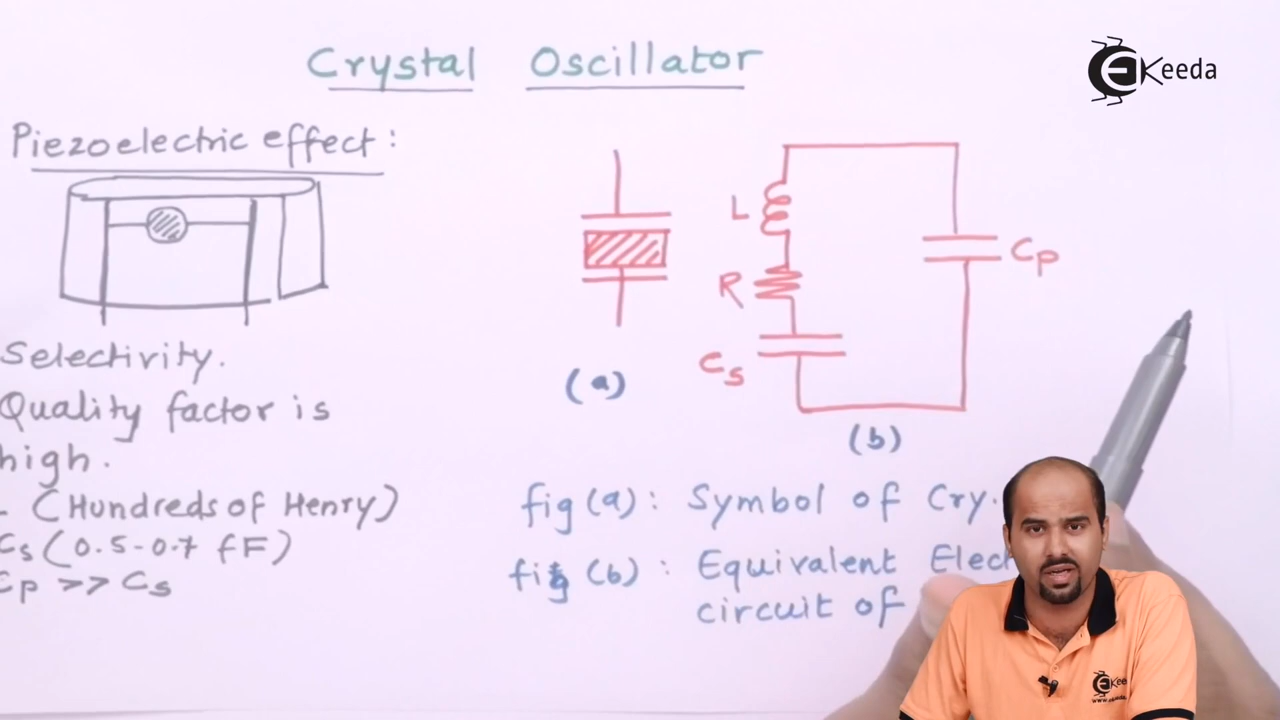 Crystal Oscillator
EKeeda
Piezoelectric effect:
Selectivity.
Quality factor is
high.
(Hundreds of Henry)
Cs (0.5-0.7 fF)
Cp >> Cs
L
R
Cs
Cp
(a)
(b)
fig (a): Symbol of Cry.
fig (b): Equivalent Elec
circuit of